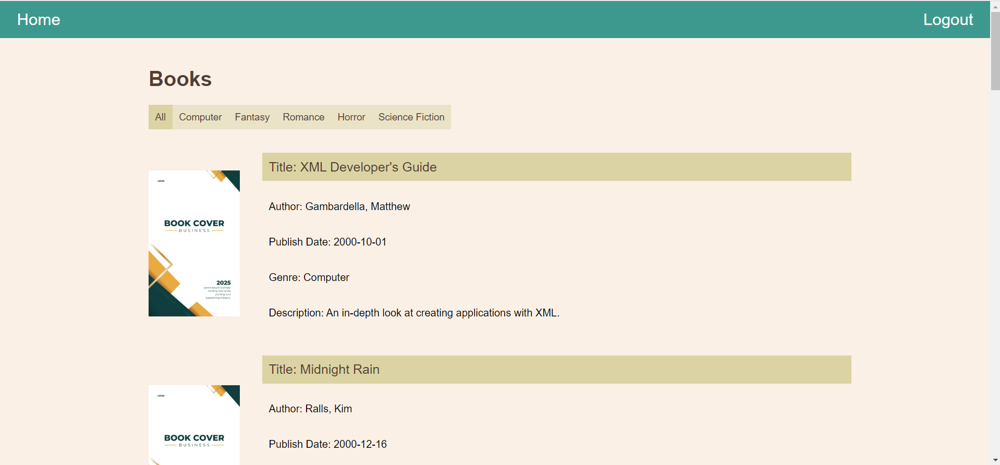 Home
Logout
Books
All
Computer
Fantasy
Romance
Horror
Science Fiction
Title: XML Developer's Guide
LOGO
BOOK COVER
BUSINESS
2025
Lorem Ipsum is simply
dummy text of the
printing and
typesetting industry.
Author: Gambardella, Matthew
Publish Date: 2000-10-01
Genre: Computer
Description: An in-depth look at creating applications with XML.
Title: Midnight Rain
LOGO
BOOK COVER
BUSINESS
Author: Ralls, Kim
Publish Date: 2000-12-16